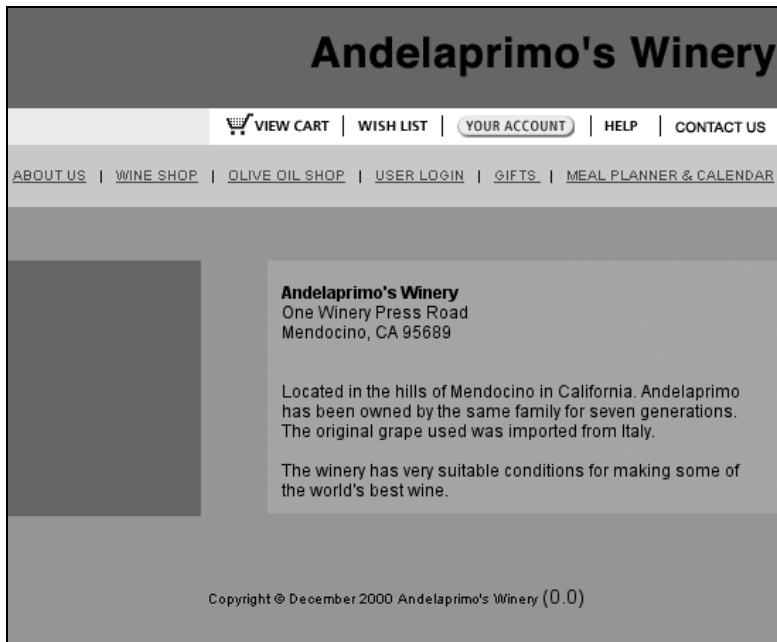 Andelaprimo's Winery
VIEW CART | WISH LIST | YOUR ACCOUNT | HELP | CONTACT US
ABOUT US | WINE SHOP | OLIVE OIL SHOP | USER LOGIN | GIFTS | MEAL PLANNER & CALENDAR
Andelaprimo's Winery
One Winery Press Road
Mendocino, CA 95689
Located in the hills of Mendocino in California. Andelaprimo
has been owned by the same family for seven generations.
The original grape used was imported from Italy.
The winery has very suitable conditions for making some of
the world's best wine.
Copyright © December 2000 Andelaprimo's Winery (0.0)